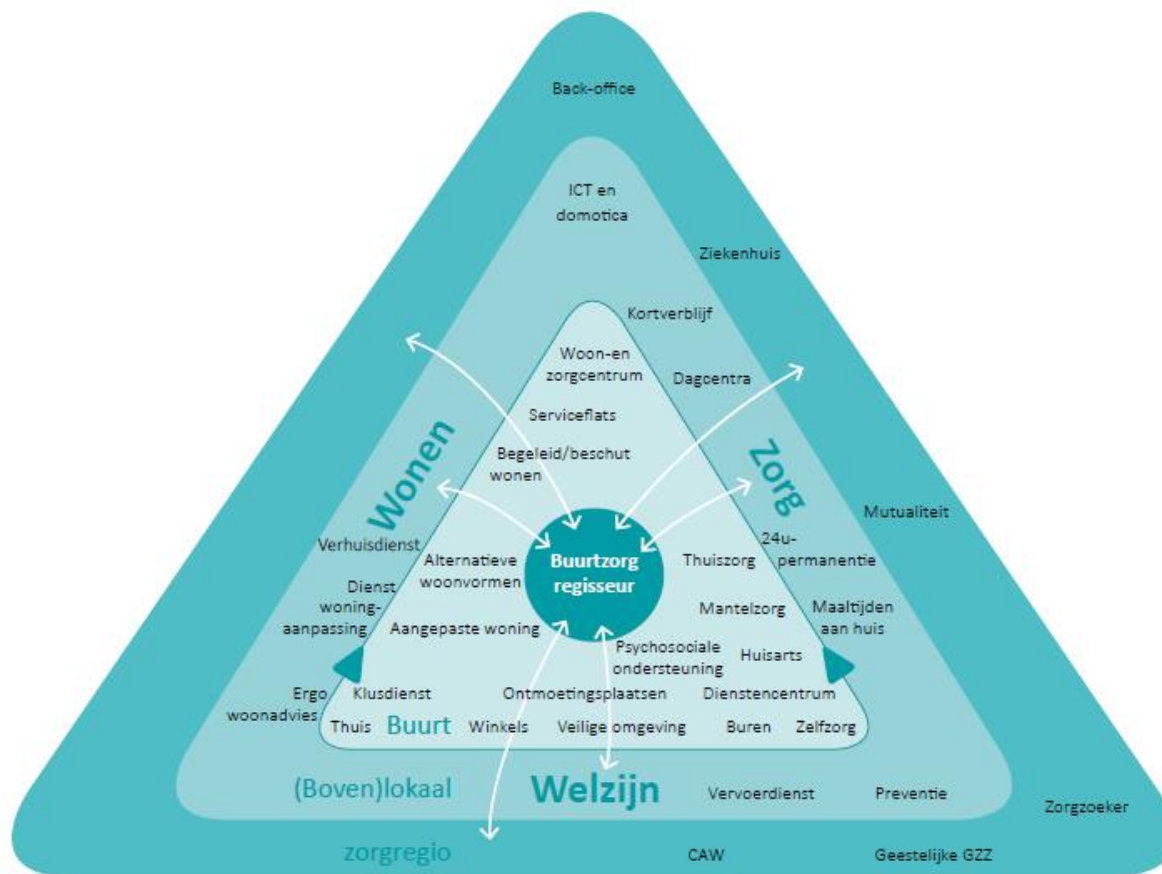 Back-office
ICT en
domotica
Ziekenhuis
Kortverblijf
Woon-en
zorgcentrum
Dagcentra
Serviceflats
Begeleid/beschut
wonen
Wonen
Zorg
Mutualiteit
Verhuisdienst
Alternatieve
woonvormen
Buurtzorg
regisseur
Thuiszorg
24u-
permanentie
Dienst
woning-
aanpassing
Aangepaste woning
Mantelzorg
Maaltijden
aan huis
Psychosociale
ondersteuning
Huisarts
Ergo
woonadvies
Klusdienst
Ontmoetingsplaatsen
Dienstencentrum
Thuis
Buurt
Winkels
Veilige omgeving
Buren
Zelfzorg
(Boven)lokaal
Welzijn
Vervoerdienst
Preventie
Zorgzoeker
zorgregio
CAW
Geestelijke GZZ